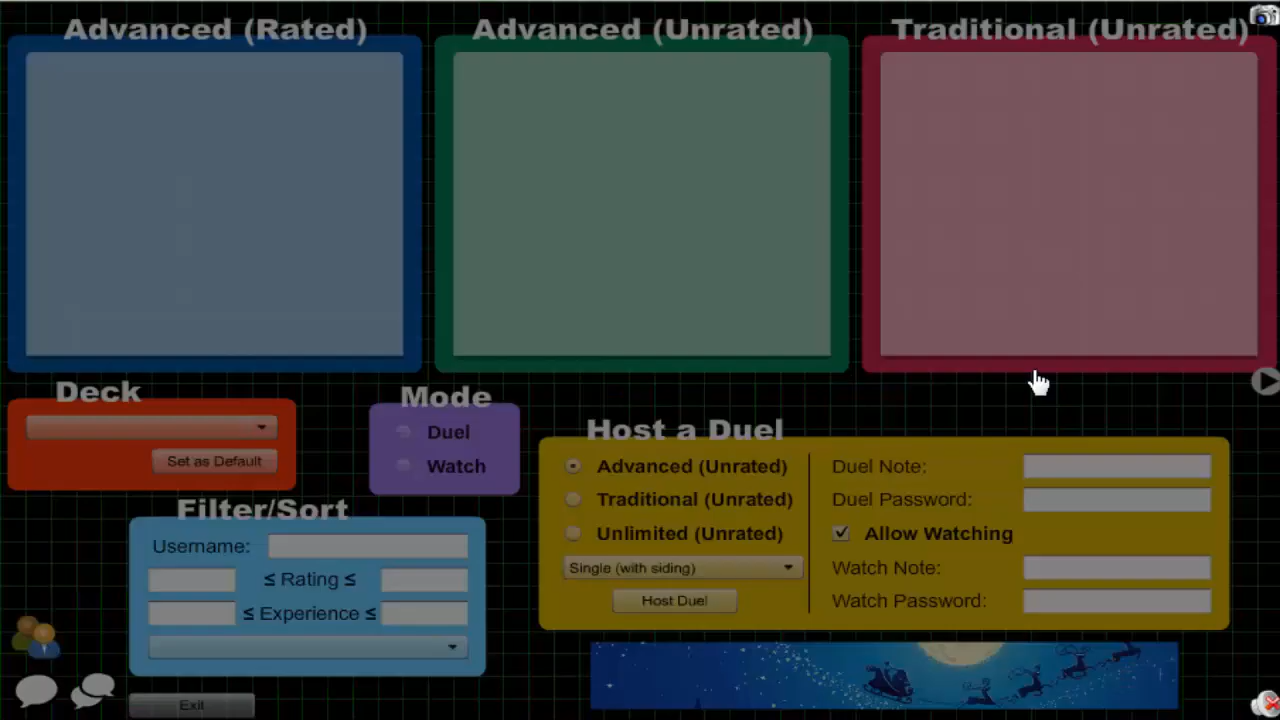 Advanced (Rated)
Advanced (Unrated)
Traditional (Unrated)
Deck
Set as Default
Mode
Duel
Watch
Filter/Sort
Username:
≤ Rating ≤
≤ Experience ≤
Exit
Host a Duel
Advanced (Unrated)
Traditional (Unrated)
Unlimited (Unrated)
Single (with siding)
Host Duel
Duel Note:
Duel Password:
Allow Watching
Watch Note:
Watch Password: